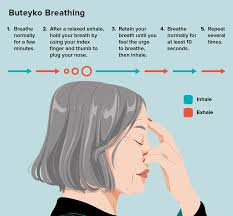 Buteyko Breathing
1. Breathe
normally
for a few
minutes.
2. After a relaxed exhale,
hold your breath by
using your index
finger and thumb to
plug your nose.
3. Retain your
breath until you
feel the urge
to breathe,
then inhale.
4. Breathe
normally for
at least 10
seconds.
5. Repeat
several
times.
Inhale
Exhale